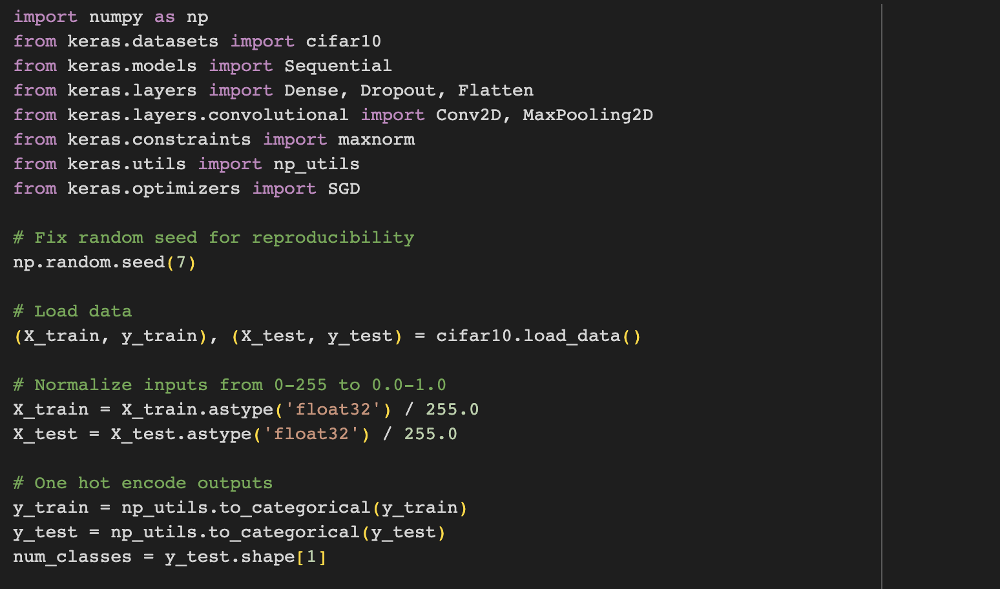 import numpy as np
from keras.datasets import cifar10
from keras.models import Sequential
from keras.layers import Dense, Dropout, Flatten
from keras.layers.convolutional import Conv2D, MaxPooling2D
from keras.constraints import maxnorm
from keras.utils import np_utils
from keras.optimizers import SGD
# Fix random seed for reproducibility
np.random.seed(7)
# Load data
(X_train, y_train), (X_test, y_test) = cifar10.load_data()
# Normalize inputs from 0-255 to 0.0-1.0
X_train = X_train.astype('float32') / 255.0
X_test = X_test.astype('float32') / 255.0
# One hot encode outputs
y_train = np_utils.to_categorical(y_train)
y_test = np_utils.to_categorical(y_test)
num_classes = y_test.shape[1]